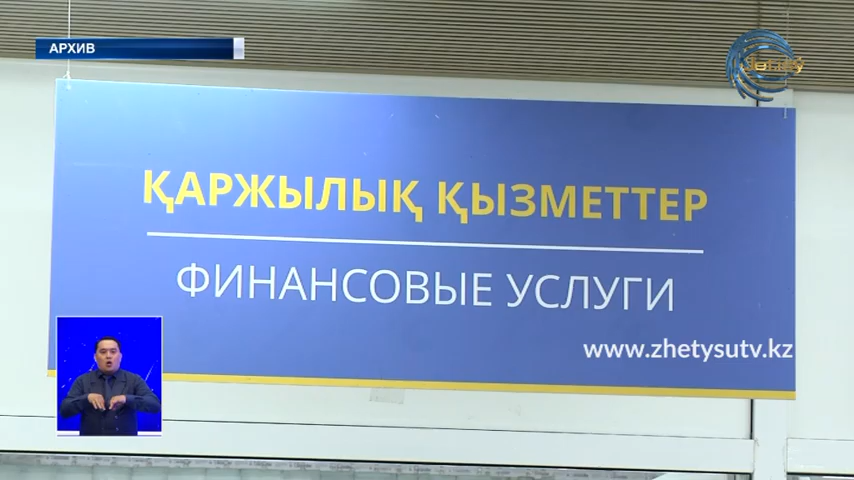 АРХИВ
ҚАРЖЫЛЫҚ ҚЫЗМЕТТЕР
ФИНАНСОВЫЕ УСЛУГИ
www.zhetysutv.kz